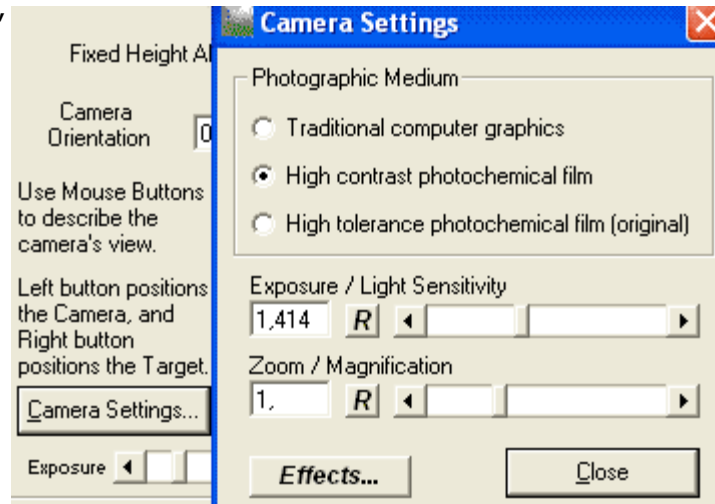 Fixed Height Al
Camera
Orientation
0
Use Mouse Buttons
to describe the
camera's view.
Left button positions
the Camera, and
Right button
positions the Target.
Camera Settings...
Exposure
Camera Settings
Photographic Medium
Traditional computer graphics
High contrast photochemical film
High tolerance photochemical film (original)
Exposure / Light Sensitivity
1,414 R
Zoom / Magnification
1, R
Effects... Close